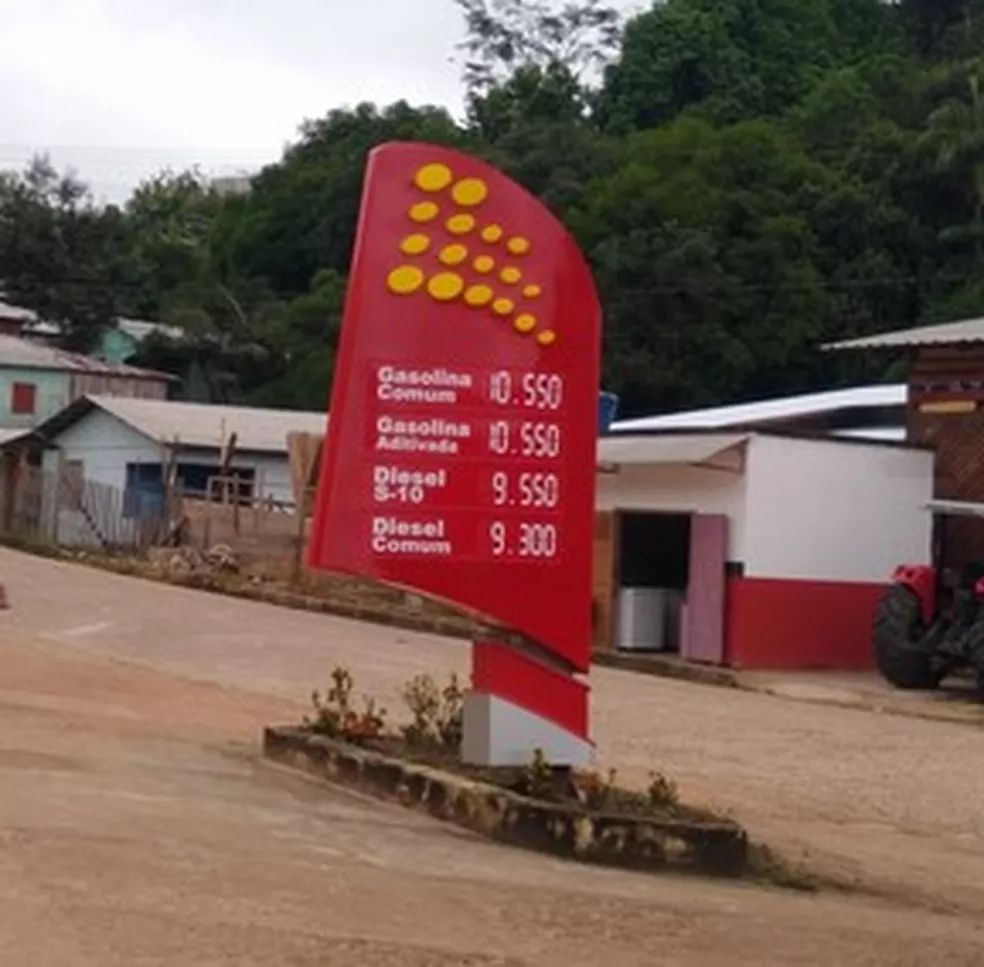 Gasolina
Comum 10.550
Gasolina
Aditivada 10.550
Diesel
S-10 9.550
Diesel
Comum 9.300